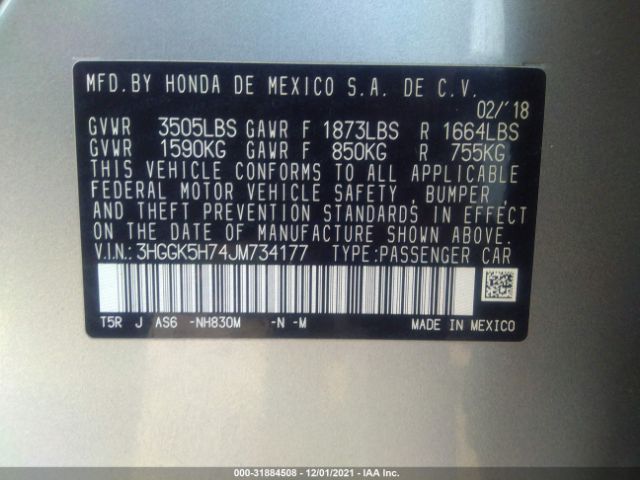 MFD.BY HONDA DE MEXICO S.A. DE C.V.
02/'18
GVWR 3505LBS GAWR F 1873LBS R 1664LBS
GVWR 1590KG GAWR F 850KG R 755KG
THIS VEHICLE CONFORMS TO ALL APPLICABLE
FEDERAL MOTOR VEHICLE SAFETY , BUMPER ,
AND THEFT PREVENTION STANDARDS IN EFFECT
ON THE DATE OF MANUFACTURE SHOWN ABOVE.
V.I.N.: 3HGGK5H74JM734177 TYPE:PASSENGER CAR
T5R J AS6 -NH830M -N -M MADE IN MEXICO
000-31884508 - 12/01/2021 - IAA Inc.